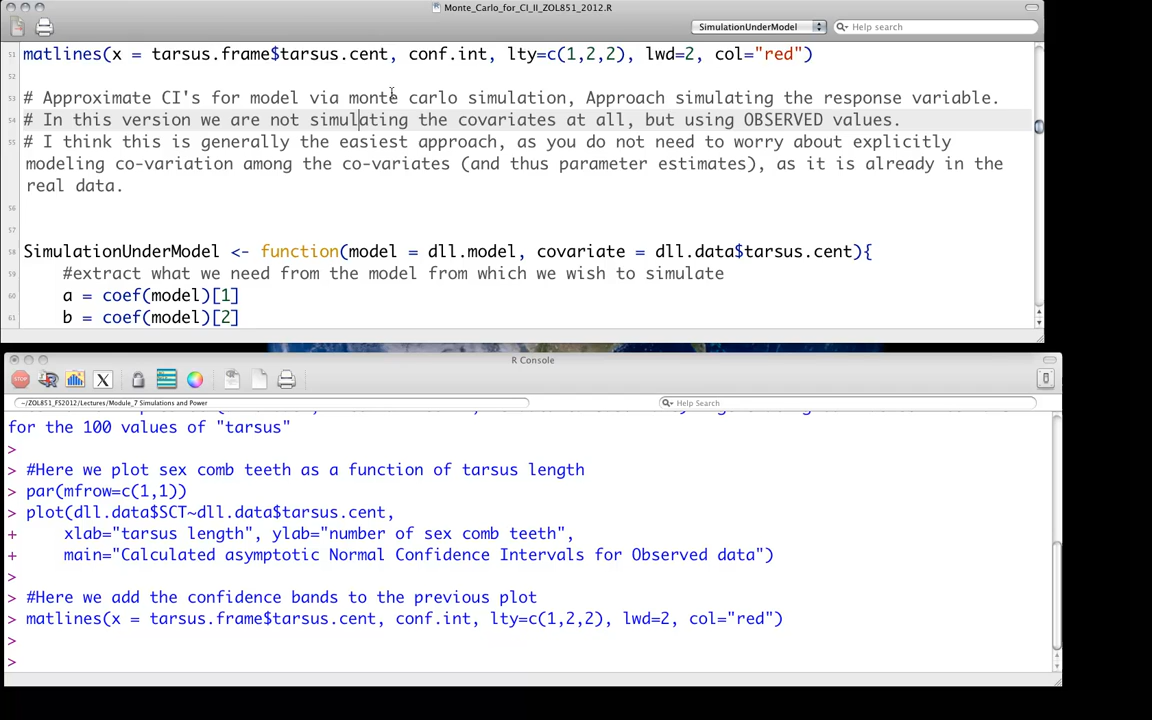 Monte_Carlo_for_CI_II_ZOL851_2012.R
SimulationUnderModel
Help search
51 matlines(x = tarsus.frame$tarsus.cent, conf.int, lty=c(1,2,2), lwd=2, col="red")
52
53 # Approximate CI's for model via monte carlo simulation, Approach simulating the response variable.
54 # In this version we are not simulating the covariates at all, but using OBSERVED values.
55 # I think this is generally the easiest approach, as you do not need to worry about explicitly
modeling co-variation among the co-variates (and thus parameter estimates), as it is already in the
real data.
56
58 SimulationUnderModel <- function(model = dll.model, covariate = dll.data$tarsus.cent){
59 #extract what we need from the model from which we wish to simulate
60 a = coef(model)[1]
61 b = coef(model)[2]
R Console
~/ZOL851_FS2012/Lectures/Module_7 Simulations and Power
Help Search
for the 100 values of "tarsus"
>
> #Here we plot sex comb teeth as a function of tarsus length
> par(mfrow=c(1,1))
> plot(dll.data$SCT~dll.data$tarsus.cent,
+ xlab="tarsus length", ylab="number of sex comb teeth",
+ main="Calculated asymptotic Normal Confidence Intervals for Observed data")
>
> #Here we add the confidence bands to the previous plot
> matlines(x = tarsus.frame$tarsus.cent, conf.int, lty=c(1,2,2), lwd=2, col="red")
>
>